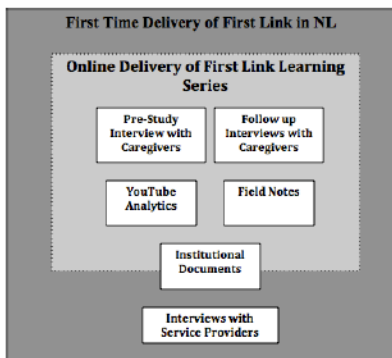 First Time Delivery of First Link in NL
Online Delivery of First Link Learning
Series
Pre-Study
Interview with
Caregivers
Follow up
Interviews with
Caregivers
YouTube
Analytics
Field Notes
Institutional
Documents
Interviews with
Service Providers